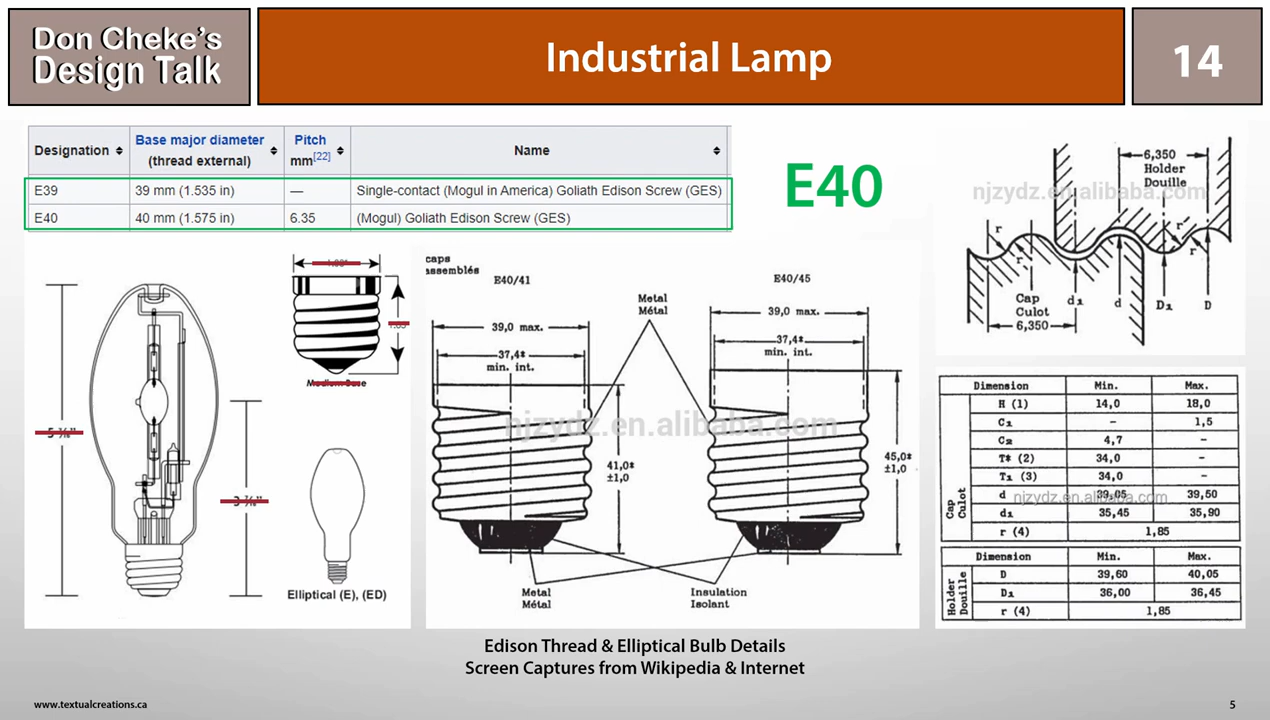 Don Cheke's
Design Talk
Industrial Lamp
14
Designation
Base major diameter
(thread external)
Pitch
mm[22]
Name
E39 39 mm (1.535 in) — Single-contact (Mogul in America) Goliath Edison Screw (GES)
E40 40 mm (1.575 in) 6.35 (Mogul) Goliath Edison Screw (GES)
E40
Elliptical (E), (ED)
caps
assemblés
E40/41
E40/45
Metal
Métal
39,0 max.
39,0 max.
37,4*
min. int.
37,4*
min. int.
njzydz.en.alibaba.com
41,0*
±1,0
45,0*
±1,0
Metal
Métal
Insulation
Isolant
6,350
Holder
Douille
njzydz.en.alibaba.com
r
r
r
r
Cap
Culot
6,350
d1
d
D1
D
Dimension Min. Max.
Cap
Culot
H (1) 14,0 18,0
C1 - 1,5
C2 4,7 -
T* (2) 34,0 -
T1 (3) 34,0 -
d 39,05 39,50
njzydz.en.alibaba.com
d1 35,45 35,90
r (4) 1,85
Dimension Min. Max.
Holder
Douille
D 39,60 40,05
D1 36,00 36,45
r (4) 1,85
Edison Thread & Elliptical Bulb Details
Screen Captures from Wikipedia & Internet
www.textualcreations.ca
5